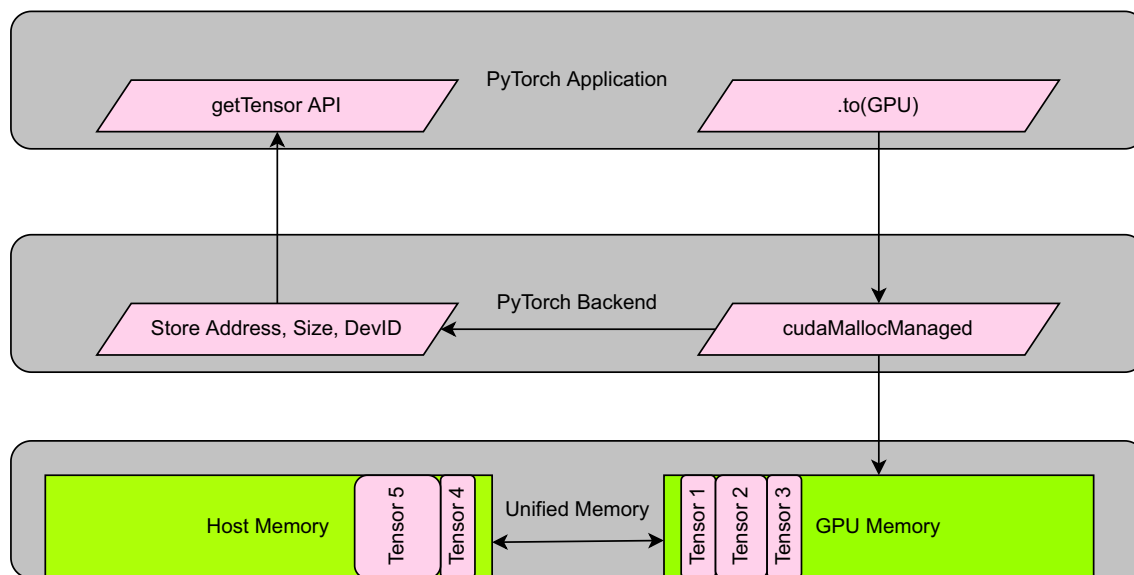 PyTorch Application
getTensor API
.to(GPU)
PyTorch Backend
Store Address, Size, DevID
cudaMallocManaged
Host Memory
Tensor 5
Tensor 4
Unified Memory
Tensor 1
Tensor 2
Tensor 3
GPU Memory